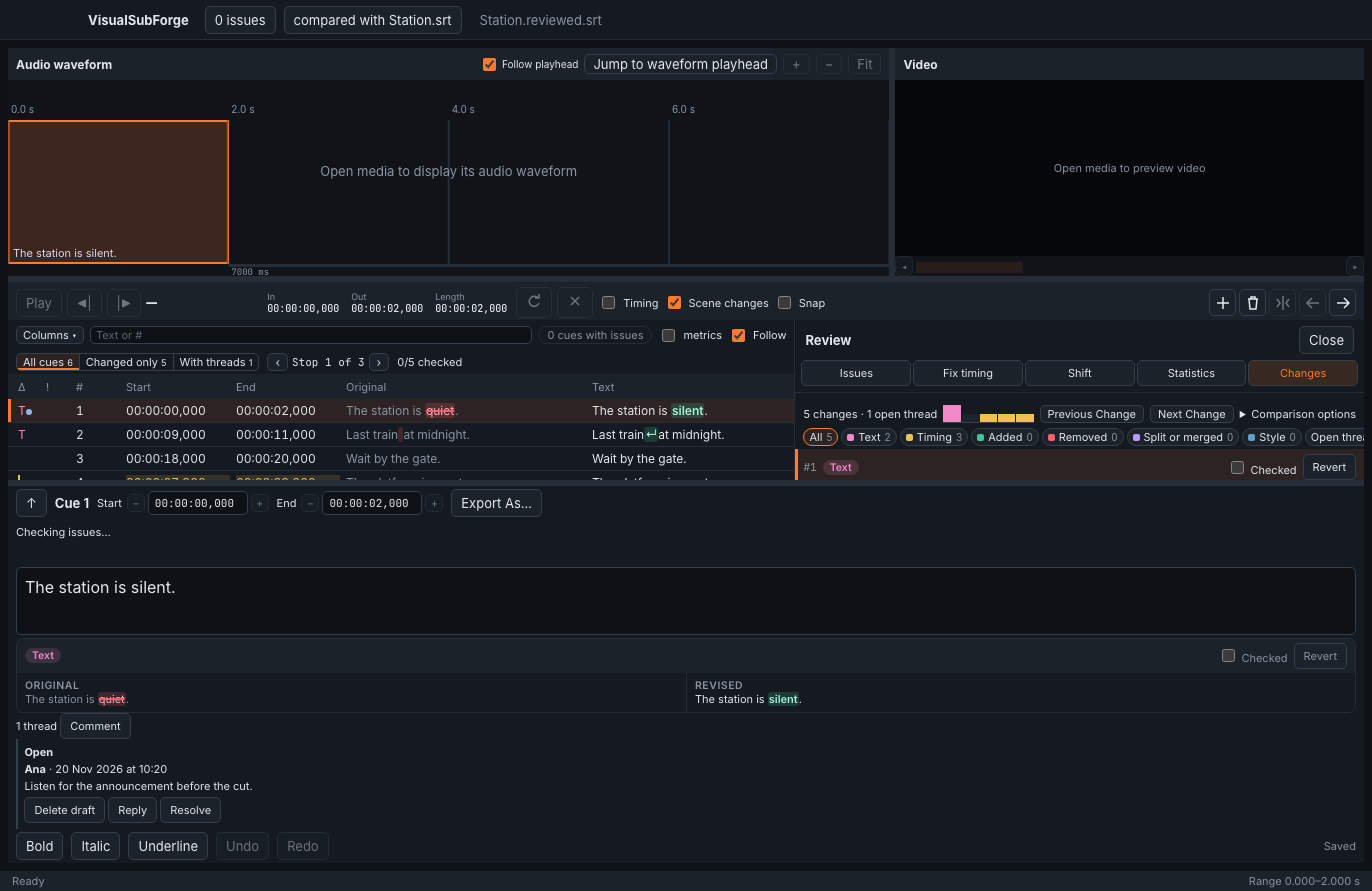 VisualSubForge 0 issues compared with Station.srt Station.reviewed.srt
Audio waveform Follow playhead Jump to waveform playhead + − Fit Video
0.0 s 2.0 s 4.0 s 6.0 s
Open media to display its audio waveform
Open media to preview video
The station is silent.
7000 ms
Play In Out Length Timing Scene changes Snap
00:00:00,000 00:00:02,000 00:00:02,000
Columns Text or # 0 cues with issues metrics Follow
Review Close
All cues 6 Changed only 5 With threads 1 ‹ Stop 1 of 3 › 0/5 checked
Issues Fix timing Shift Statistics Changes
Δ ! # Start End Original Text
T 1 00:00:00,000 00:00:02,000 The station is quiet. The station is silent.
T 2 00:00:09,000 00:00:11,000 Last train at midnight. Last train↵at midnight.
3 00:00:18,000 00:00:20,000 Wait by the gate. Wait by the gate.
5 changes · 1 open thread Previous Change Next Change Comparison options
All 5 Text 2 Timing 3 Added 0 Removed 0 Split or merged 0 Style 0 Open threa
#1 Text Checked Revert
↑ Cue 1 Start − 00:00:00,000 + End − 00:00:02,000 + Export As...
Checking issues...
The station is silent.
Text Checked Revert
ORIGINAL REVISED
The station is quiet. The station is silent.
1 thread Comment
Open
Ana · 20 Nov 2026 at 10:20
Listen for the announcement before the cut.
Delete draft Reply Resolve
Bold Italic Underline Undo Redo Saved
Ready Range 0.000–2.000 s